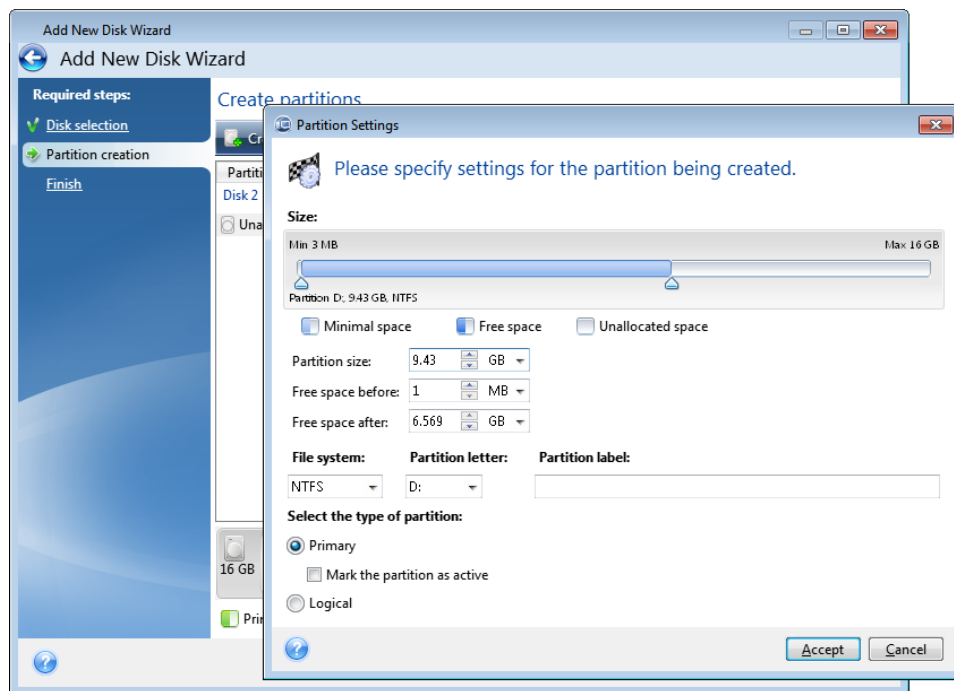 Add New Disk Wizard
Add New Disk Wizard
Required steps:
Disk selection
Partition creation
Finish
Create partitions
Cr
Partiti
Disk 2
Una
16 GB
Prir
Partition Settings
Please specify settings for the partition being created.
Size:
Min 3 MB Max 16 GB
Partition D:, 9.43 GB, NTFS
Minimal space Free space Unallocated space
Partition size: 9.43 GB
Free space before: 1 MB
Free space after: 6.569 GB
File system: Partition letter: Partition label:
NTFS D:
Select the type of partition:
Primary
Mark the partition as active
Logical
Accept Cancel